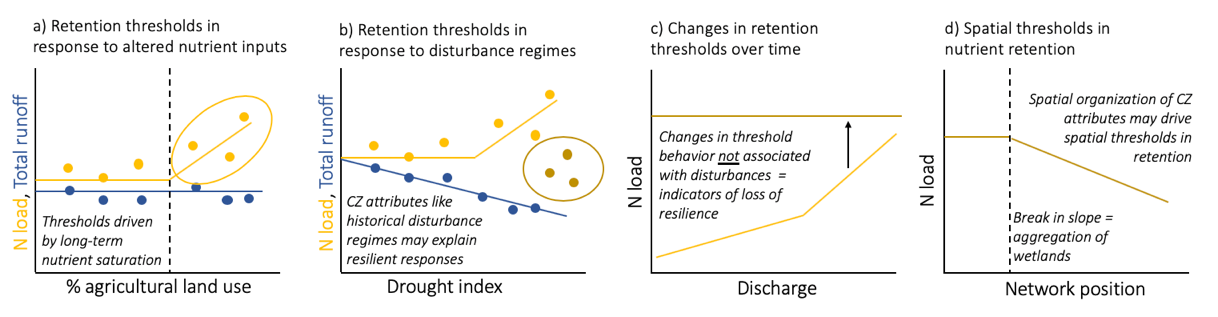 a) Retention thresholds in
response to altered nutrient inputs
N load, Total runoff
Thresholds driven
by long-term
nutrient saturation
% agricultural land use
b) Retention thresholds in
response to disturbance regimes
N load, Total runoff
CZ attributes like
historical disturbance
regimes may explain
resilient responses
Drought index
c) Changes in retention
thresholds over time
N load
Changes in threshold
behavior not associated
with disturbances =
indicators of loss of
resilience
Discharge
d) Spatial thresholds in
nutrient retention
N load
Spatial organization of CZ
attributes may drive
spatial thresholds in
retention
Break in slope =
aggregation of
wetlands
Network position